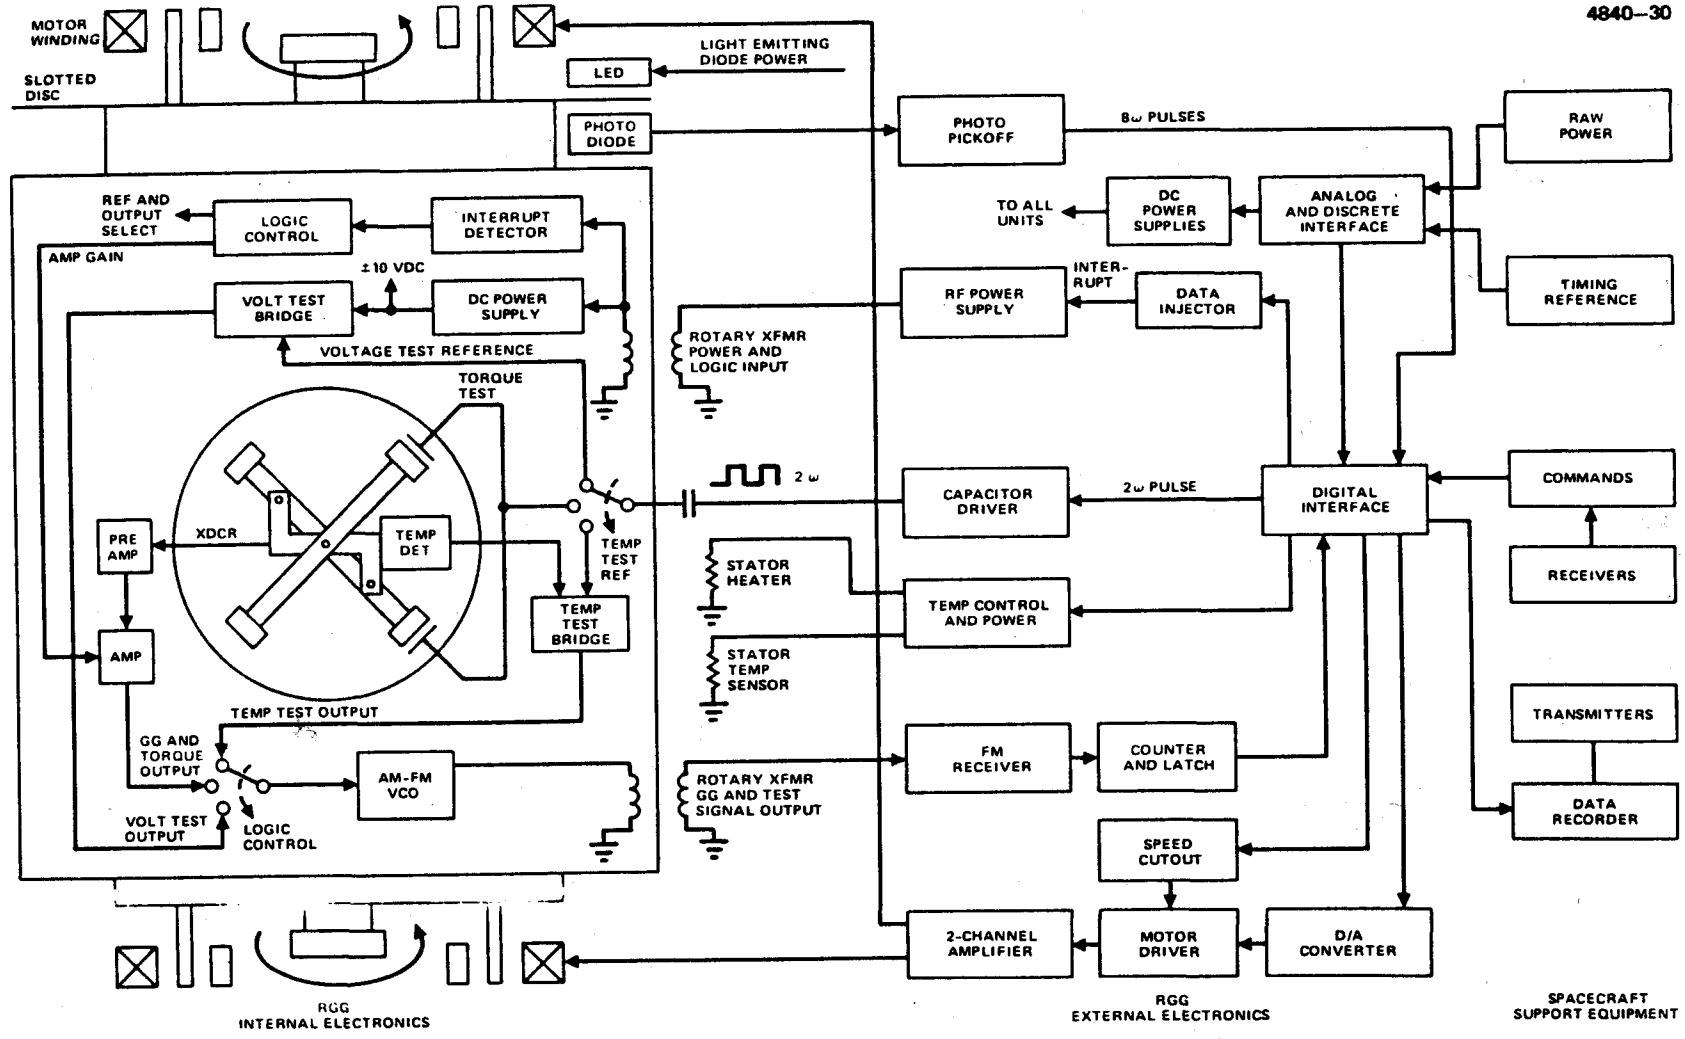 4840-30
MOTOR
WINDING
SLOTTED
DISC
LIGHT EMITTING
DIODE POWER
LED
PHOTO
DIODE
PHOTO
PICKOFF
8ω PULSES
RAW
POWER
REF AND
OUTPUT
SELECT
LOGIC
CONTROL
INTERRUPT
DETECTOR
TO ALL
UNITS
DC
POWER
SUPPLIES
ANALOG
AND DISCRETE
INTERFACE
AMP GAIN
±10 VDC
VOLT TEST
BRIDGE
DC POWER
SUPPLY
RF POWER
SUPPLY
INTER-
RUPT
DATA
INJECTOR
TIMING
REFERENCE
VOLTAGE TEST REFERENCE
ROTARY XFMR
POWER AND
LOGIC INPUT
TORQUE
TEST
2 ω
CAPACITOR
DRIVER
2ω PULSE
DIGITAL
INTERFACE
COMMANDS
PRE
AMP
XDCR
TEMP
DET
TEMP
TEST
REF
STATOR
HEATER
RECEIVERS
TEMP
TEST
BRIDGE
TEMP CONTROL
AND POWER
AMP
STATOR
TEMP
SENSOR
TEMP TEST OUTPUT
TRANSMITTERS
GG AND
TORQUE
OUTPUT
AM-FM
VCO
FM
RECEIVER
COUNTER
AND LATCH
ROTARY XFMR
GG AND TEST
SIGNAL OUTPUT
VOLT TEST
OUTPUT
LOGIC
CONTROL
DATA
RECORDER
SPEED
CUTOUT
2-CHANNEL
AMPLIFIER
MOTOR
DRIVER
D/A
CONVERTER
RGG
INTERNAL ELECTRONICS
RGG
EXTERNAL ELECTRONICS
SPACECRAFT
SUPPORT EQUIPMENT